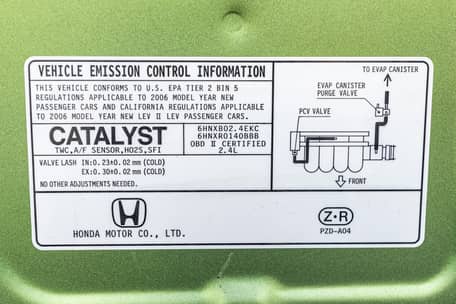 VEHICLE EMISSION CONTROL INFORMATION
THIS VEHICLE CONFORMS TO U.S. EPA TIER 2 BIN 5
REGULATIONS APPLICABLE TO 2006 MODEL YEAR NEW
PASSENGER CARS AND CALIFORNIA REGULATIONS APPLICABLE
TO 2006 MODEL YEAR NEW LEV II LEV PASSENGER CARS.
CATALYST
TWC,A/F SENSOR,HO2S,SFI
6HNXB02.4EKC
6HNXR0140BBB
OBD II CERTIFIED
2.4L
VALVE LASH IN:0.23±0.02mm(COLD)
EX:0.30±0.02mm(COLD)
NO OTHER ADJUSTMENTS NEEDED.
HONDA MOTOR CO., LTD.
TO EVAP CANISTER
EVAP CANISTER
PURGE VALVE
PCV VALVE
FRONT
Z·R
PZD-A04